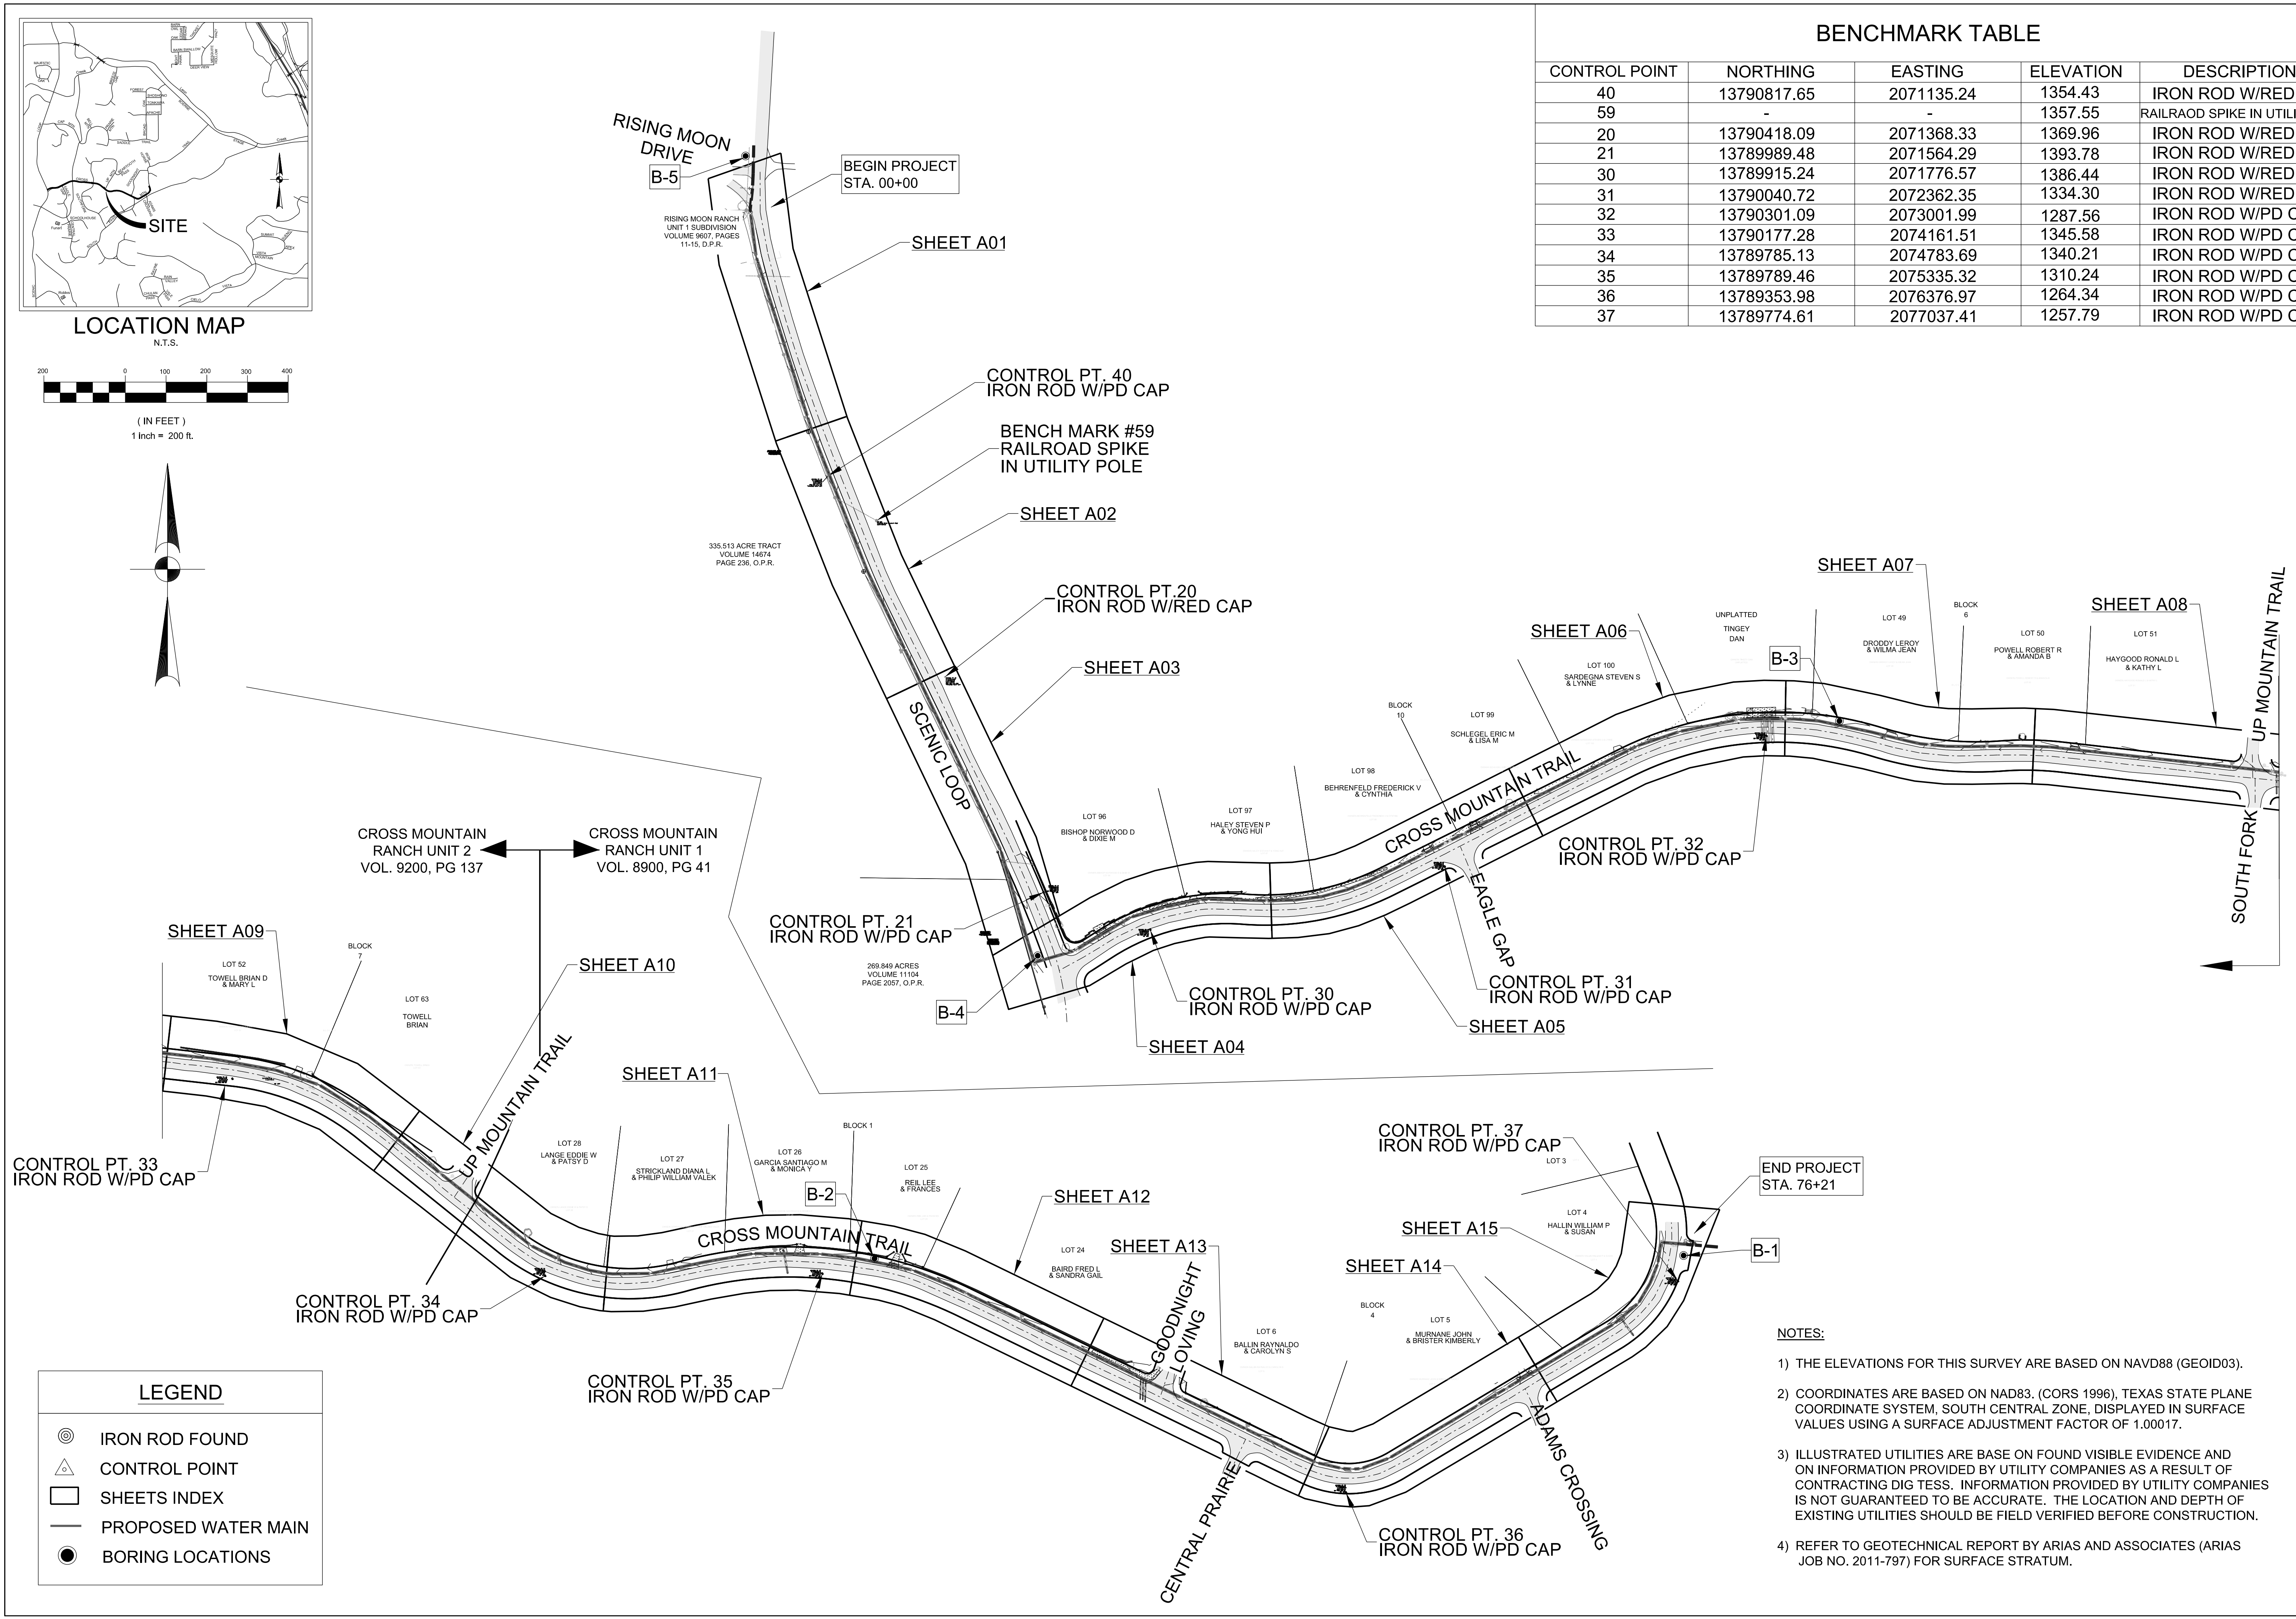 SITE
LOCATION MAP
N.T.S.
200 0 100 200 300 400
( IN FEET )
1 inch = 200 ft.
BENCHMARK TABLE
CONTROL POINT NORTHING EASTING ELEVATION DESCRIPTION
40 13790817.65 2071135.24 1354.43 IRON ROD W/RED
59 - - 1357.55 RAILRAOD SPIKE IN UTILI
20 13790418.09 2071368.33 1369.96 IRON ROD W/RED
21 13789989.48 2071564.29 1393.78 IRON ROD W/RED
30 13789915.24 2071776.57 1386.44 IRON ROD W/RED
31 13790040.72 2072362.35 1334.30 IRON ROD W/RED
32 13790301.09 2073001.99 1287.56 IRON ROD W/PD C
33 13790177.28 2074161.51 1345.58 IRON ROD W/PD C
34 13789785.13 2074783.69 1340.21 IRON ROD W/PD C
35 13789789.46 2075335.32 1310.24 IRON ROD W/PD C
36 13789353.98 2076376.97 1264.34 IRON ROD W/PD C
37 13789774.61 2077037.41 1257.79 IRON ROD W/PD C
RISING MOON
DRIVE
B-5
BEGIN PROJECT
STA. 00+00
RISING MOON RANCH
UNIT 1 SUBDIVISION
VOLUME 9607, PAGES
11-15, D.P.R.
SHEET A01
CONTROL PT. 40
IRON ROD W/PD CAP
BENCH MARK #59
RAILROAD SPIKE
IN UTILITY POLE
SHEET A02
335.513 ACRE TRACT
VOLUME 14674
PAGE 236, O.P.R.
CONTROL PT.20
IRON ROD W/RED CAP
SHEET A03
SCENIC LOOP
SHEET A07
SHEET A08
SHEET A06
UNPLATTED
TINGEY
DAN
LOT 49
DRODDY LEROY
& WILMA JEAN
BLOCK
6
LOT 50
POWELL ROBERT R
& AMANDA B
LOT 51
HAYGOOD RONALD L
& KATHY L
UP MOUNTAIN TRAIL
B-3
LOT 100
SARDEGNA STEVEN S
& LYNNE
BLOCK
10
LOT 99
SCHLEGEL ERIC M
& LISA M
LOT 98
BEHRENFELD FREDERICK V
& CYNTHIA
LOT 97
HALEY STEVEN P
& YONG HUI
LOT 96
BISHOP NORWOOD D
& DIXIE M
CROSS MOUNTAIN TRAIL
CONTROL PT. 32
IRON ROD W/PD CAP
SOUTH FORK
EAGLE GAP
CONTROL PT. 21
IRON ROD W/PD CAP
269.849 ACRES
VOLUME 11104
PAGE 2057, O.P.R.
B-4
CONTROL PT. 30
IRON ROD W/PD CAP
CONTROL PT. 31
IRON ROD W/PD CAP
SHEET A05
SHEET A04
CROSS MOUNTAIN
RANCH UNIT 2
VOL. 9200, PG 137
CROSS MOUNTAIN
RANCH UNIT 1
VOL. 8900, PG 41
SHEET A09
LOT 52
TOWELL BRIAN D
& MARY L
BLOCK
7
LOT 63
TOWELL
BRIAN
SHEET A10
UP MOUNTAIN TRAIL
CONTROL PT. 33
IRON ROD W/PD CAP
SHEET A11
LOT 28
LANGE EDDIE W
& PATSY D
LOT 27
STRICKLAND DIANA L
& PHILIP WILLIAM VALEK
LOT 26
GARCIA SANTIAGO M
& MONICA Y
BLOCK 1
B-2
LOT 25
REIL LEE
& FRANCES
SHEET A12
CROSS MOUNTAIN TRAIL
LOT 24
BAIRD FRED L
& SANDRA GAIL
SHEET A13
GOODNIGHT
LOVING
CONTROL PT. 34
IRON ROD W/PD CAP
CONTROL PT. 35
IRON ROD W/PD CAP
LOT 6
BALLIN RAYNALDO
& CAROLYN S
BLOCK
4
LOT 5
MURNANE JOHN
& BRISTER KIMBERLY
SHEET A14
SHEET A15
LOT 4
HALLIN WILLIAM P
& SUSAN
CONTROL PT. 37
IRON ROD W/PD CAP
LOT 3
END PROJECT
STA. 76+21
B-1
CENTRAL PRAIRIE
ADAMS CROSSING
CONTROL PT. 36
IRON ROD W/PD CAP
LEGEND
IRON ROD FOUND
CONTROL POINT
SHEETS INDEX
PROPOSED WATER MAIN
BORING LOCATIONS
NOTES:
1) THE ELEVATIONS FOR THIS SURVEY ARE BASED ON NAVD88 (GEOID03).
2) COORDINATES ARE BASED ON NAD83. (CORS 1996), TEXAS STATE PLANE
COORDINATE SYSTEM, SOUTH CENTRAL ZONE, DISPLAYED IN SURFACE
VALUES USING A SURFACE ADJUSTMENT FACTOR OF 1.00017.
3) ILLUSTRATED UTILITIES ARE BASE ON FOUND VISIBLE EVIDENCE AND
ON INFORMATION PROVIDED BY UTILITY COMPANIES AS A RESULT OF
CONTRACTING DIG TESS. INFORMATION PROVIDED BY UTILITY COMPANIES
IS NOT GUARANTEED TO BE ACCURATE. THE LOCATION AND DEPTH OF
EXISTING UTILITIES SHOULD BE FIELD VERIFIED BEFORE CONSTRUCTION.
4) REFER TO GEOTECHNICAL REPORT BY ARIAS AND ASSOCIATES (ARIAS
JOB NO. 2011-797) FOR SURFACE STRATUM.